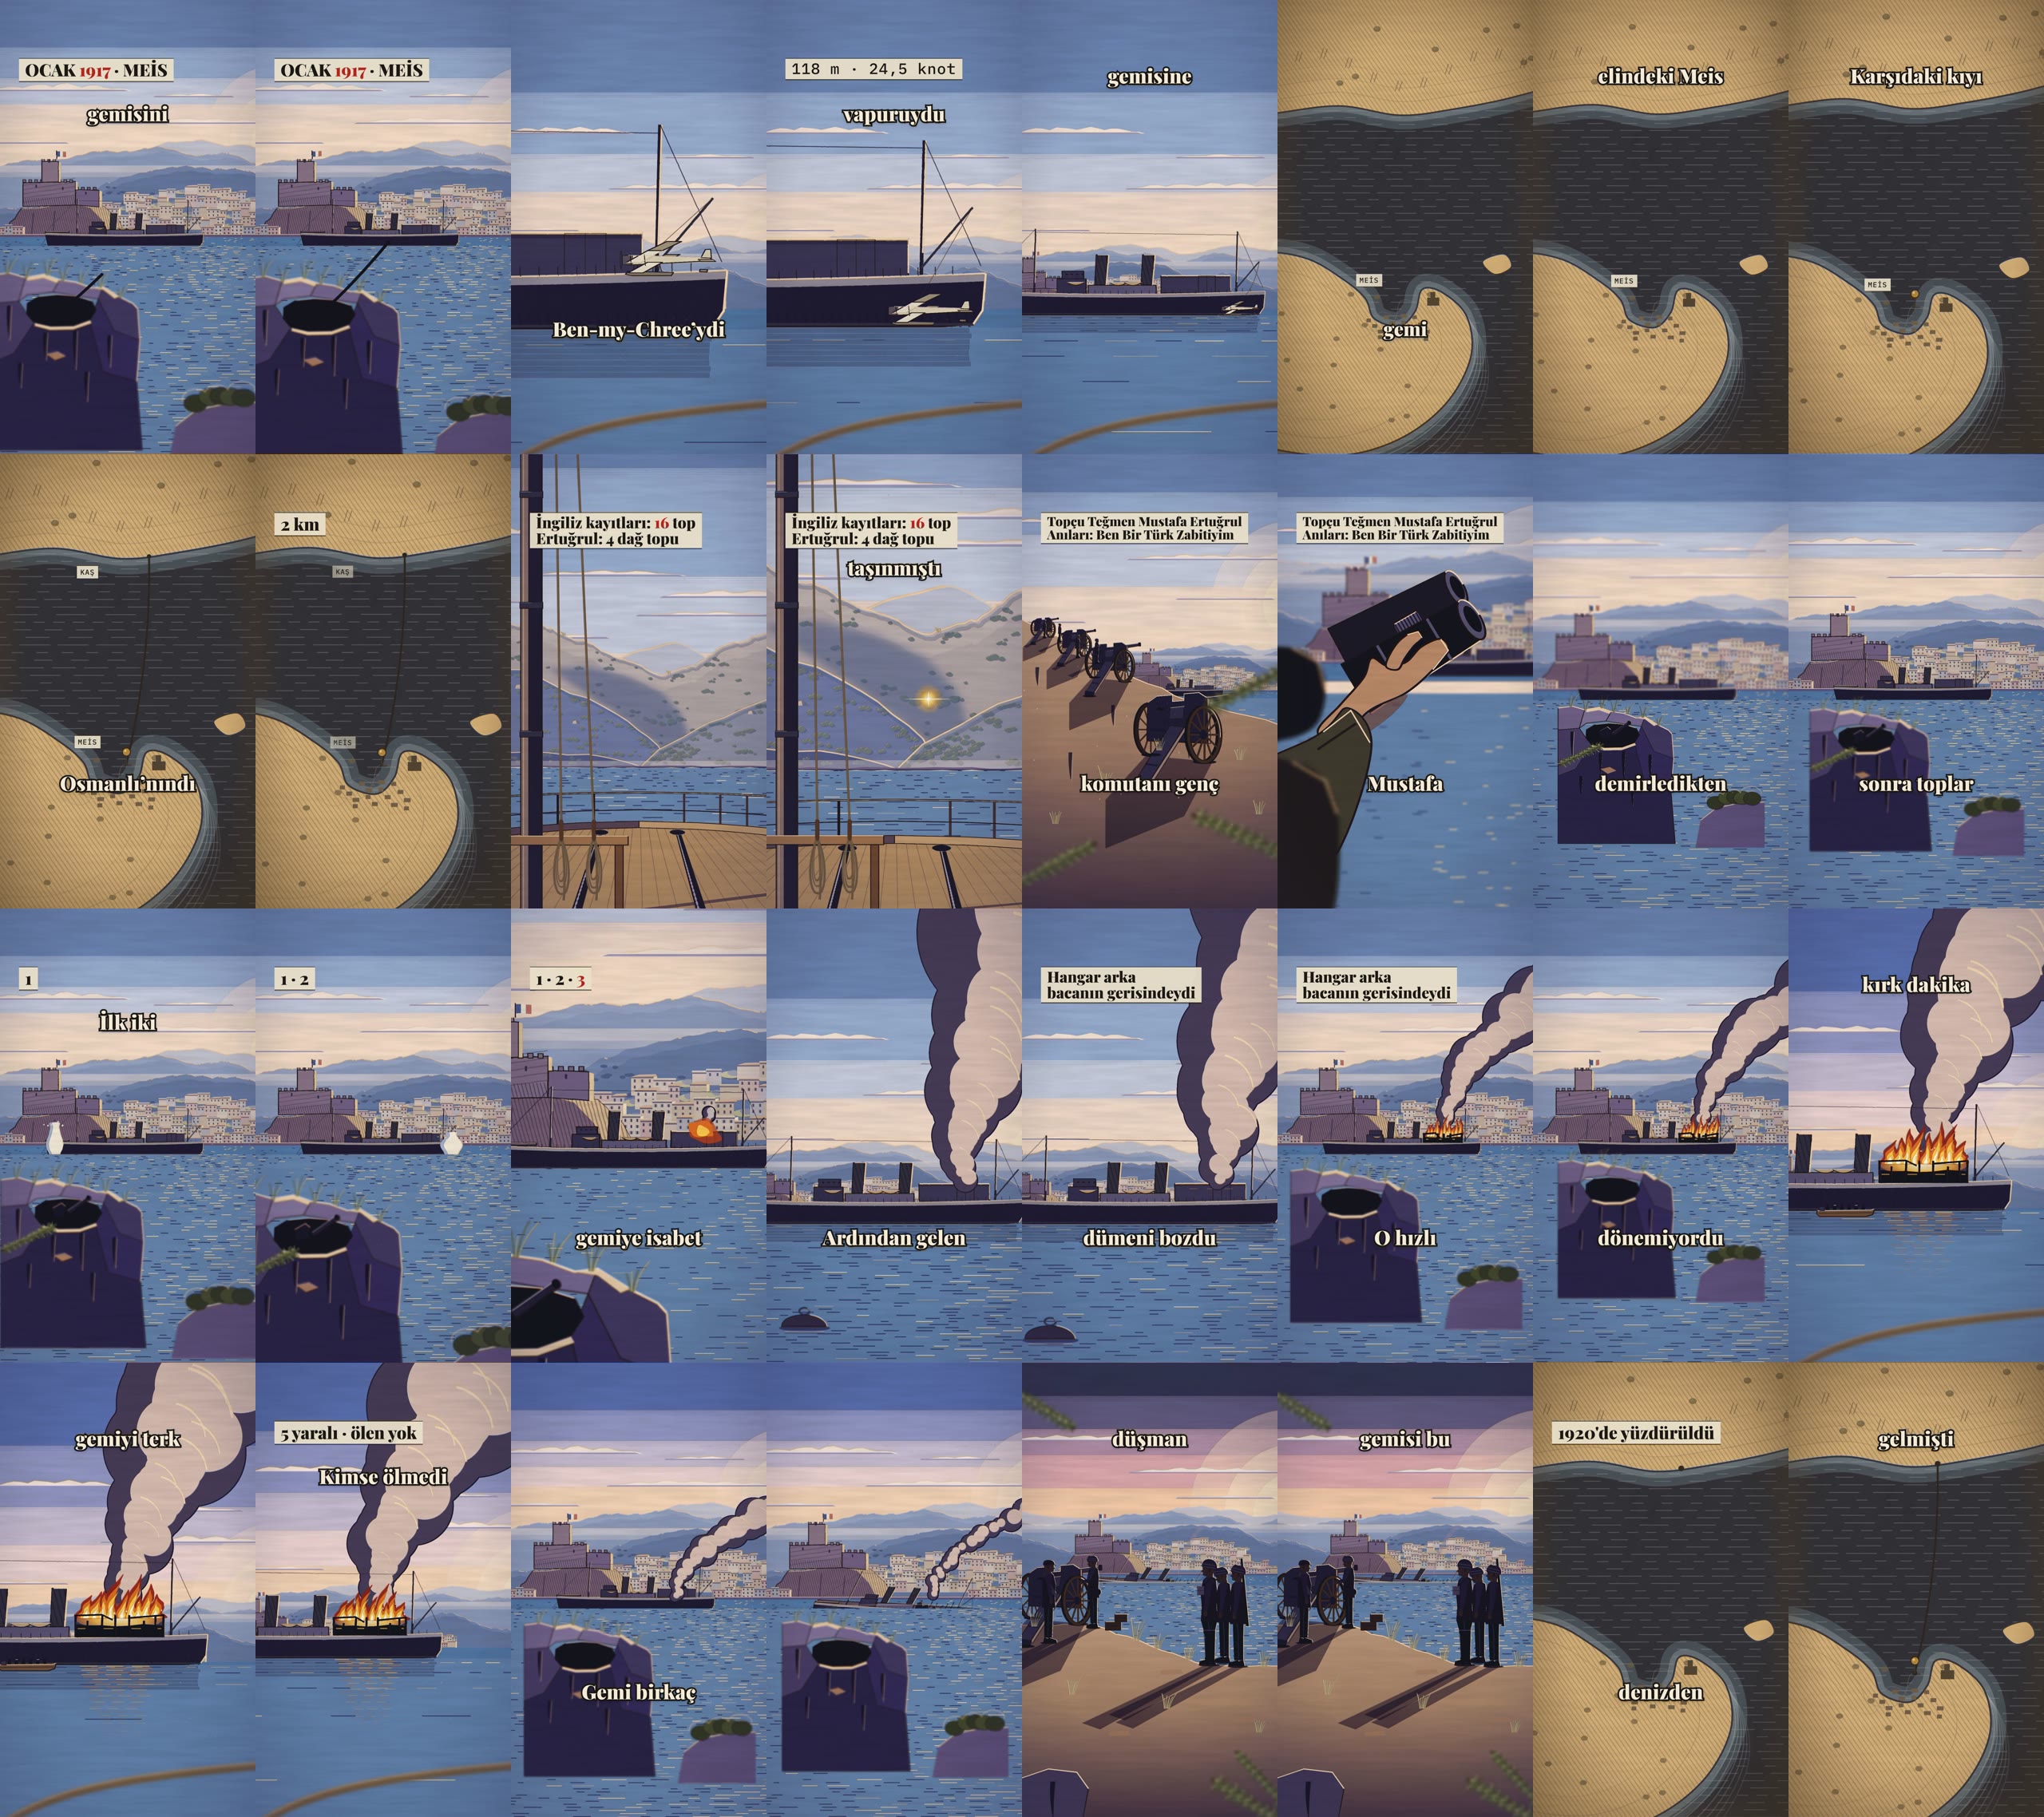 OCAK 1917 · MEİS
gemisini
OCAK 1917 · MEİS
Ben-my-Chree'ydi
118 m · 24,5 knot
vapuruydu
gemisine
MEİS
gemi
elindeki Meis
MEİS
Karşıdaki kıyı
MEİS
KAŞ
MEİS
Osmanlı'nındı
2 km
KAŞ
MEİS
İngiliz kayıtları: 16 top
Ertuğrul: 4 dağ topu
İngiliz kayıtları: 16 top
Ertuğrul: 4 dağ topu
taşınmıştı
Topçu Teğmen Mustafa Ertuğrul
Anıları: Ben Bir Türk Zabitiyim
komutanı genç
Topçu Teğmen Mustafa Ertuğrul
Anıları: Ben Bir Türk Zabitiyim
Mustafa
demirledikten
sonra toplar
1
İlk iki
1 · 2
1 · 2 · 3
gemiye isabet
Ardından gelen
Hangar arka
bacanın gerisindeydi
dümeni bozdu
Hangar arka
bacanın gerisindeydi
O hızlı
dönemiyordu
kırk dakika
gemiyi terk
5 yaralı · ölen yok
Kimse ölmedi
Gemi birkaç
düşman
gemisi bu
1920'de yüzdürüldü
denizden
gelmişti